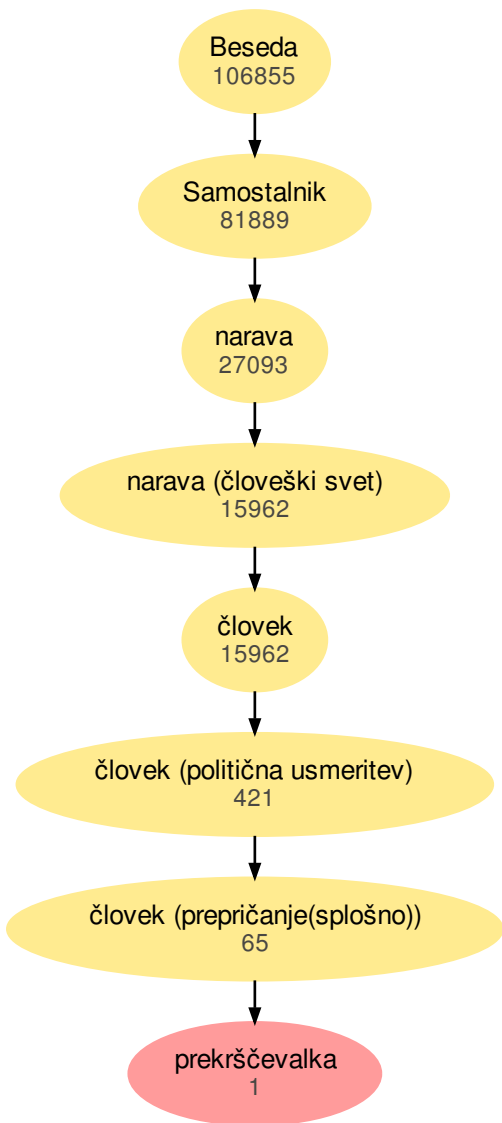 Beseda
106855
Samostalnik
81889
narava
27093
narava (človeški svet)
15962
človek
15962
človek (politična usmeritev)
421
človek (prepričanje(splošno))
65
prekrščevalka
1